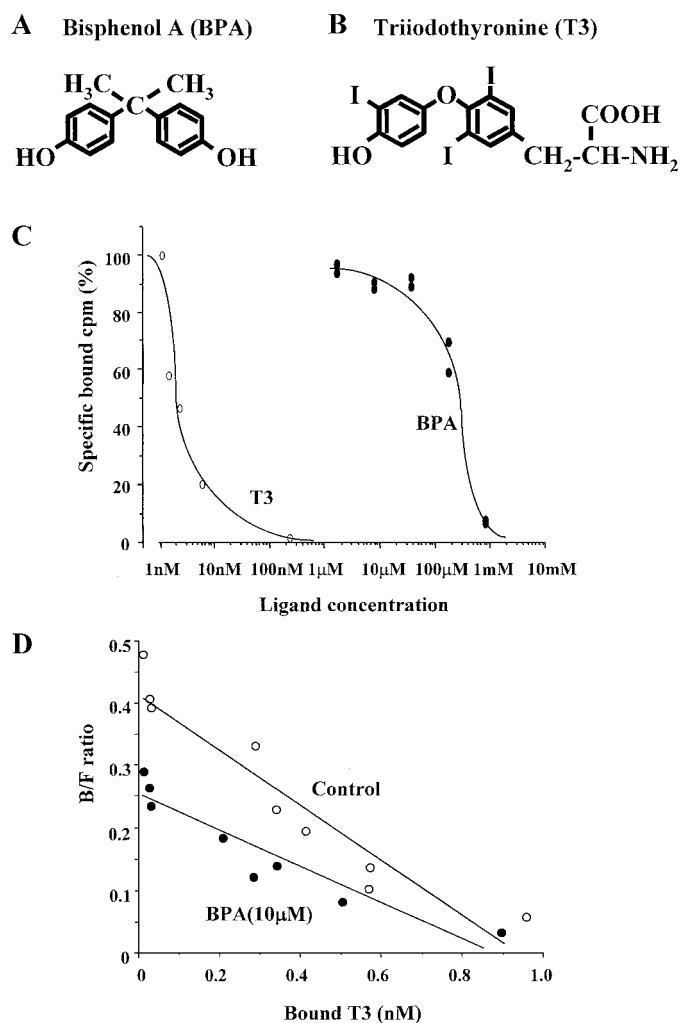 A Bisphenol A (BPA)
B Triiodothyronine (T3)
H₃C CH₃
C
HO OH
I O I
COOH
HO I CH₂-CH-NH₂
C
Specific bound cpm (%)
100
80
60
40
20
0
BPA
T3
1nM 10nM 100nM 1μM 10μM 100μM 1mM 10mM
Ligand concentration
D
B/F ratio
0.5
0.4
0.3
0.2
0.1
0
Control
BPA(10μM)
0 0.2 0.4 0.6 0.8 1.0
Bound T3 (nM)